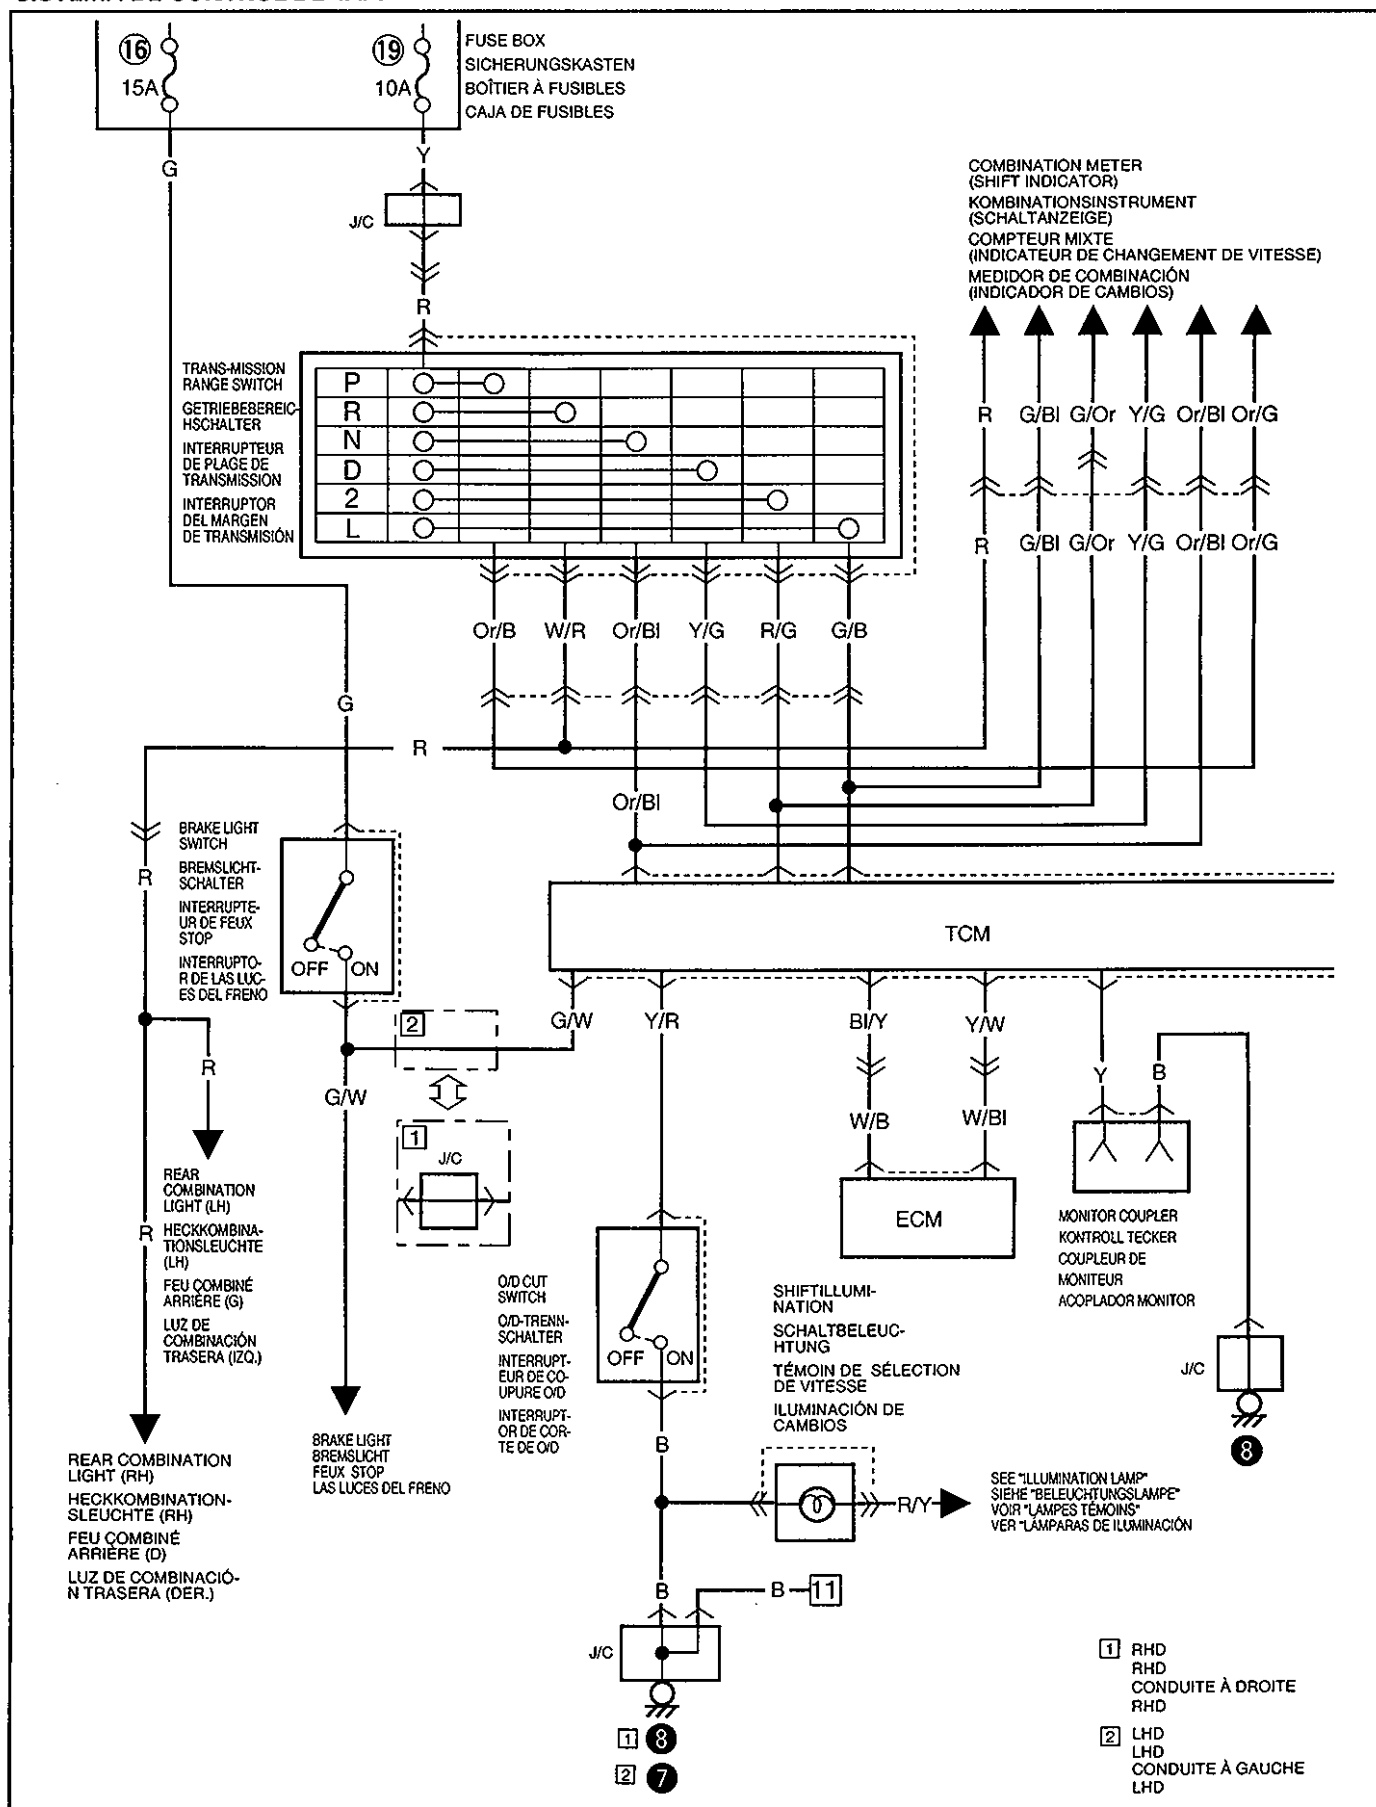 16
15A
19
10A
FUSE BOX
SICHERUNGSKASTEN
BOÎTIER À FUSIBLES
CAJA DE FUSIBLES
G
Y
J/C
R
COMBINATION METER
(SHIFT INDICATOR)
KOMBINATIONSINSTRUMENT
(SCHALTANZEIGE)
COMPTEUR MIXTE
(INDICATEUR DE CHANGEMENT DE VITESSE)
MEDIDOR DE COMBINACIÓN
(INDICADOR DE CAMBIOS)
TRANS-MISSION
RANGE SWITCH
GETRIEBESEREIC-
HSCHALTER
INTERRUPTEUR
DE PLAGE DE
TRANSMISSION
INTERRUPTOR
DEL MARGEN
DE TRANSMISIÓN
P
R
N
D
2
L
R G/Bl G/Or Y/G Or/Bl Or/G
R G/Bl G/Or Y/G Or/Bl Or/G
Or/B W/R Or/Bl Y/G R/G G/B
G
R
Or/Bl
BRAKE LIGHT
SWITCH
BREMSLICHT-
SCHALTER
INTERRUPTE-
UR DE FEUX
STOP
INTERRUPTO-
R DE LAS LUC-
ES DEL FRENO
OFF ON
R
TCM
G/W Y/R Bl/Y Y/W
2
R
G/W
Y B
W/B W/Bl
1
J/C
ECM
MONITOR COUPLER
KONTROLL TECKER
COUPLEUR DE
MONITEUR
ACOPLADOR MONITOR
REAR
COMBINATION
LIGHT (LH)
HECKKOMBINA-
TIONSLEUCHTE
(LH)
FEU COMBINÉ
ARRIÈRE (G)
LUZ DE
COMBINACIÓN
TRASERA (IZQ.)
R
O/D CUT
SWITCH
O/D-TRENN-
SCHALTER
INTERRUPT-
EUR DE CO-
UPURE O/D
INTERRUPT-
OR DE COR-
TE DE O/D
OFF ON
SHIFTILLUMI-
NATION
SCHALTBELEUC-
HTUNG
TÉMOIN DE SÉLECTION
DE VITESSE
ILUMINACIÓN DE
CAMBIOS
J/C
8
REAR COMBINATION
LIGHT (RH)
HECKKOMBINATION-
SLEUCHTE (RH)
FEU COMBINÉ
ARRIÈRE (D)
LUZ DE COMBINACIÓ-
N TRASERA (DER.)
BRAKE LIGHT
BREMSLICHT
FEUX STOP
LAS LUCES DEL FRENO
B
R/Y
SEE "ILLUMINATION LAMP"
SIEHE "BELEUCHTUNGSLAMPE"
VOIR "LAMPES TÉMOINS"
VER "LÁMPARAS DE ILUMINACIÓN
B
B 11
J/C
1 8
2 7
1 RHD
RHD
CONDUITE À DROITE
RHD
2 LHD
LHD
CONDUITE À GAUCHE
LHD